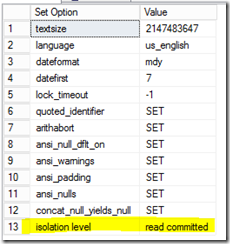 Set Option Value
1 textsize 2147483647
2 language us_english
3 dateformat mdy
4 datefirst 7
5 lock_timeout -1
6 quoted_identifier SET
7 arithabort SET
8 ansi_null_dflt_on SET
9 ansi_warnings SET
10 ansi_padding SET
11 ansi_nulls SET
12 concat_null_yields_null SET
13 isolation level read committed